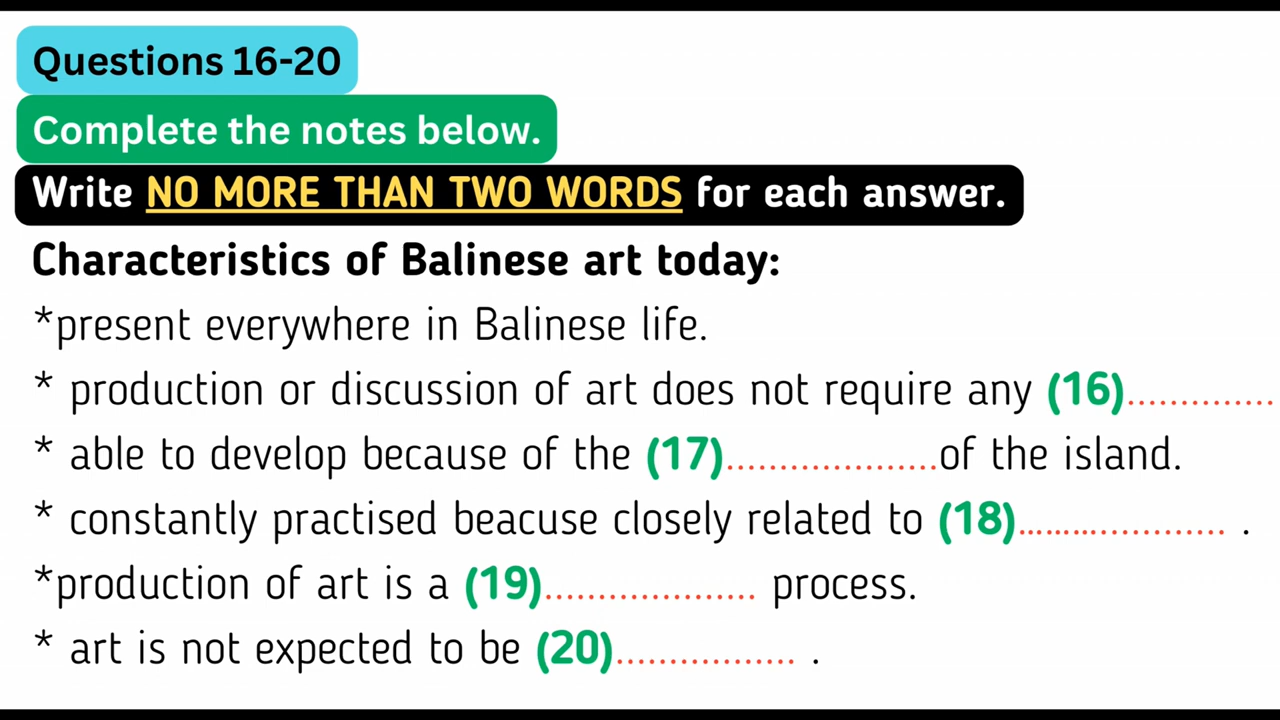 Questions 16-20
Complete the notes below.
Write NO MORE THAN TWO WORDS for each answer.
Characteristics of Balinese art today:
*present everywhere in Balinese life.
* production or discussion of art does not require any (16)..............
* able to develop because of the (17)....................of the island.
* constantly practised beacuse closely related to (18).................... .
*production of art is a (19).................... process.
* art is not expected to be (20)................. .